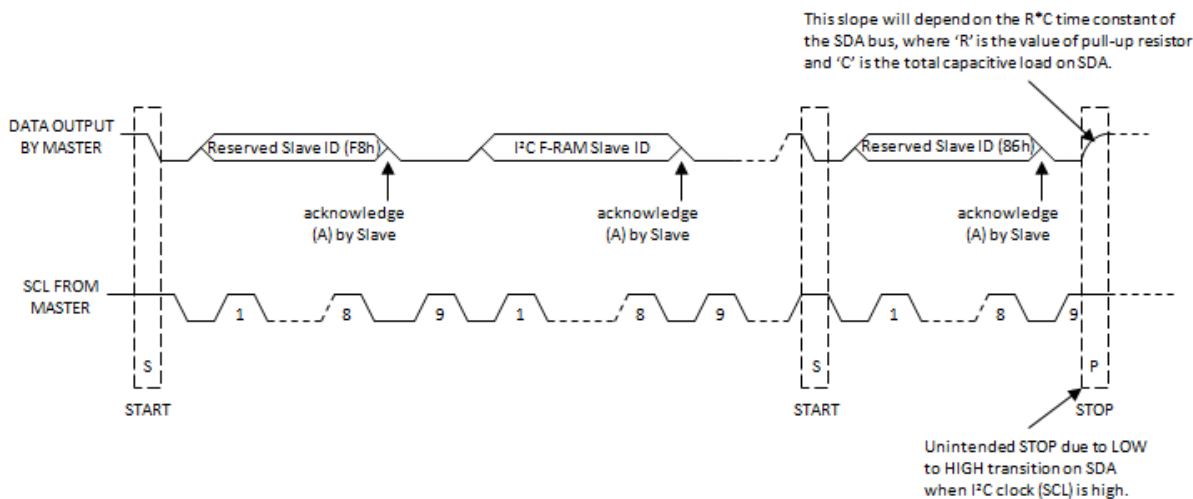 This slope will depend on the R*C time constant of
the SDA bus, where ‘R’ is the value of pull-up resistor
and ‘C’ is the total capacitive load on SDA.
DATA OUTPUT
BY MASTER
Reserved Slave ID (F8h)
I²C F-RAM Slave ID
Reserved Slave ID (86h)
acknowledge
(A) by Slave
acknowledge
(A) by Slave
acknowledge
(A) by Slave
SCL FROM
MASTER
1 8 9 1 8 9 1 8 9
S S P
START START STOP
Unintended STOP due to LOW
to HIGH transition on SDA
when I²C clock (SCL) is high.